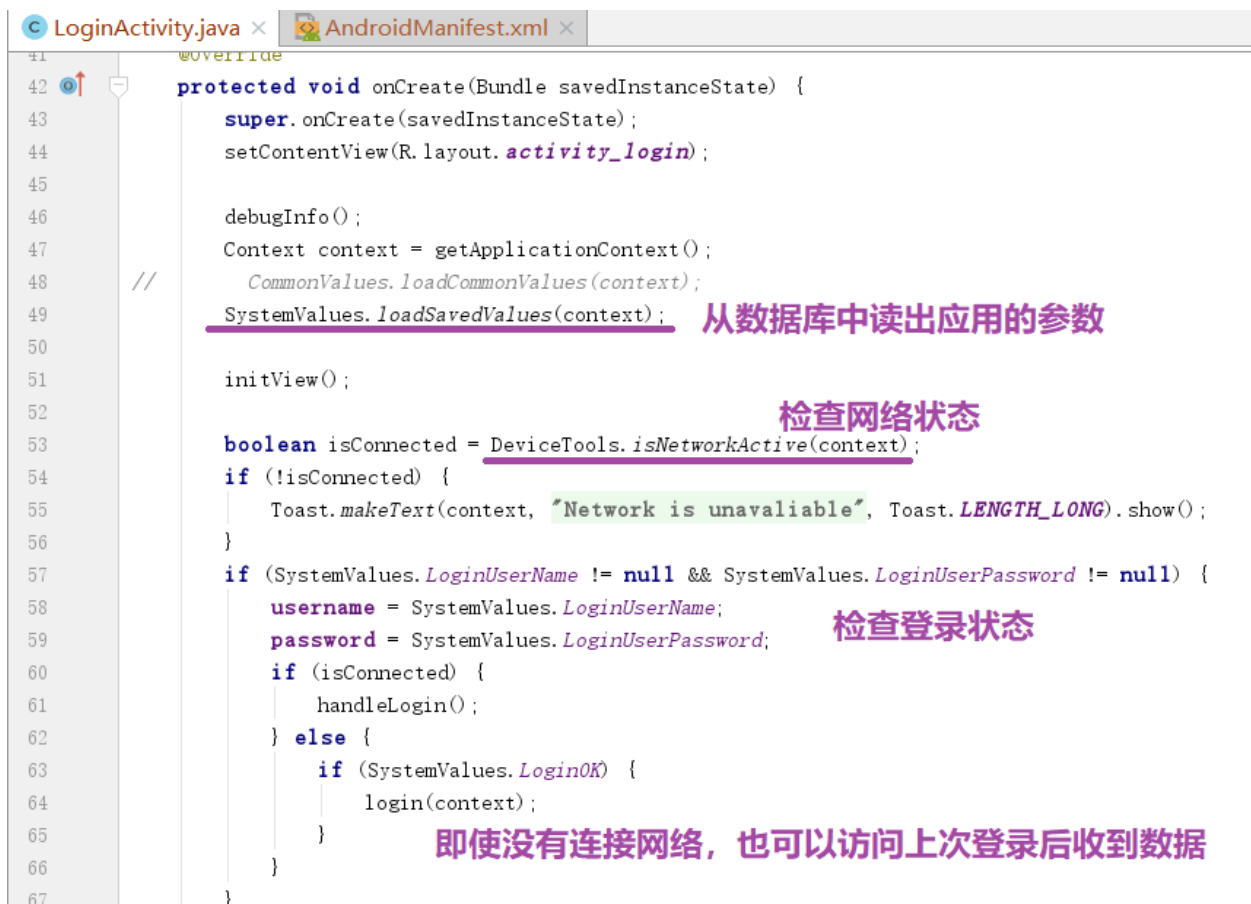 LoginActivity.java × AndroidManifest.xml ×
41 @Override
42 protected void onCreate(Bundle savedInstanceState) {
43 super.onCreate(savedInstanceState);
44 setContentView(R.layout.activity_login);
45
46 debugInfo();
47 Context context = getApplicationContext();
48 // CommonValues.loadCommonValues(context);
49 SystemValues.loadSavedValues(context); 从数据库中读出应用的参数
50
51 initView();
52 检查网络状态
53 boolean isConnected = DeviceTools.isNetworkActive(context);
54 if (!isConnected) {
55 Toast.makeText(context, "Network is unavaliable", Toast.LENGTH_LONG).show();
56 }
57 if (SystemValues.LoginUserName != null && SystemValues.LoginUserPassword != null) {
58 username = SystemValues.LoginUserName;
检查登录状态
59 password = SystemValues.LoginUserPassword;
60 if (isConnected) {
61 handleLogin();
62 } else {
63 if (SystemValues.LoginOK) {
64 login(context);
65 } 即使没有连接网络，也可以访问上次登录后收到数据
66 }
67 }